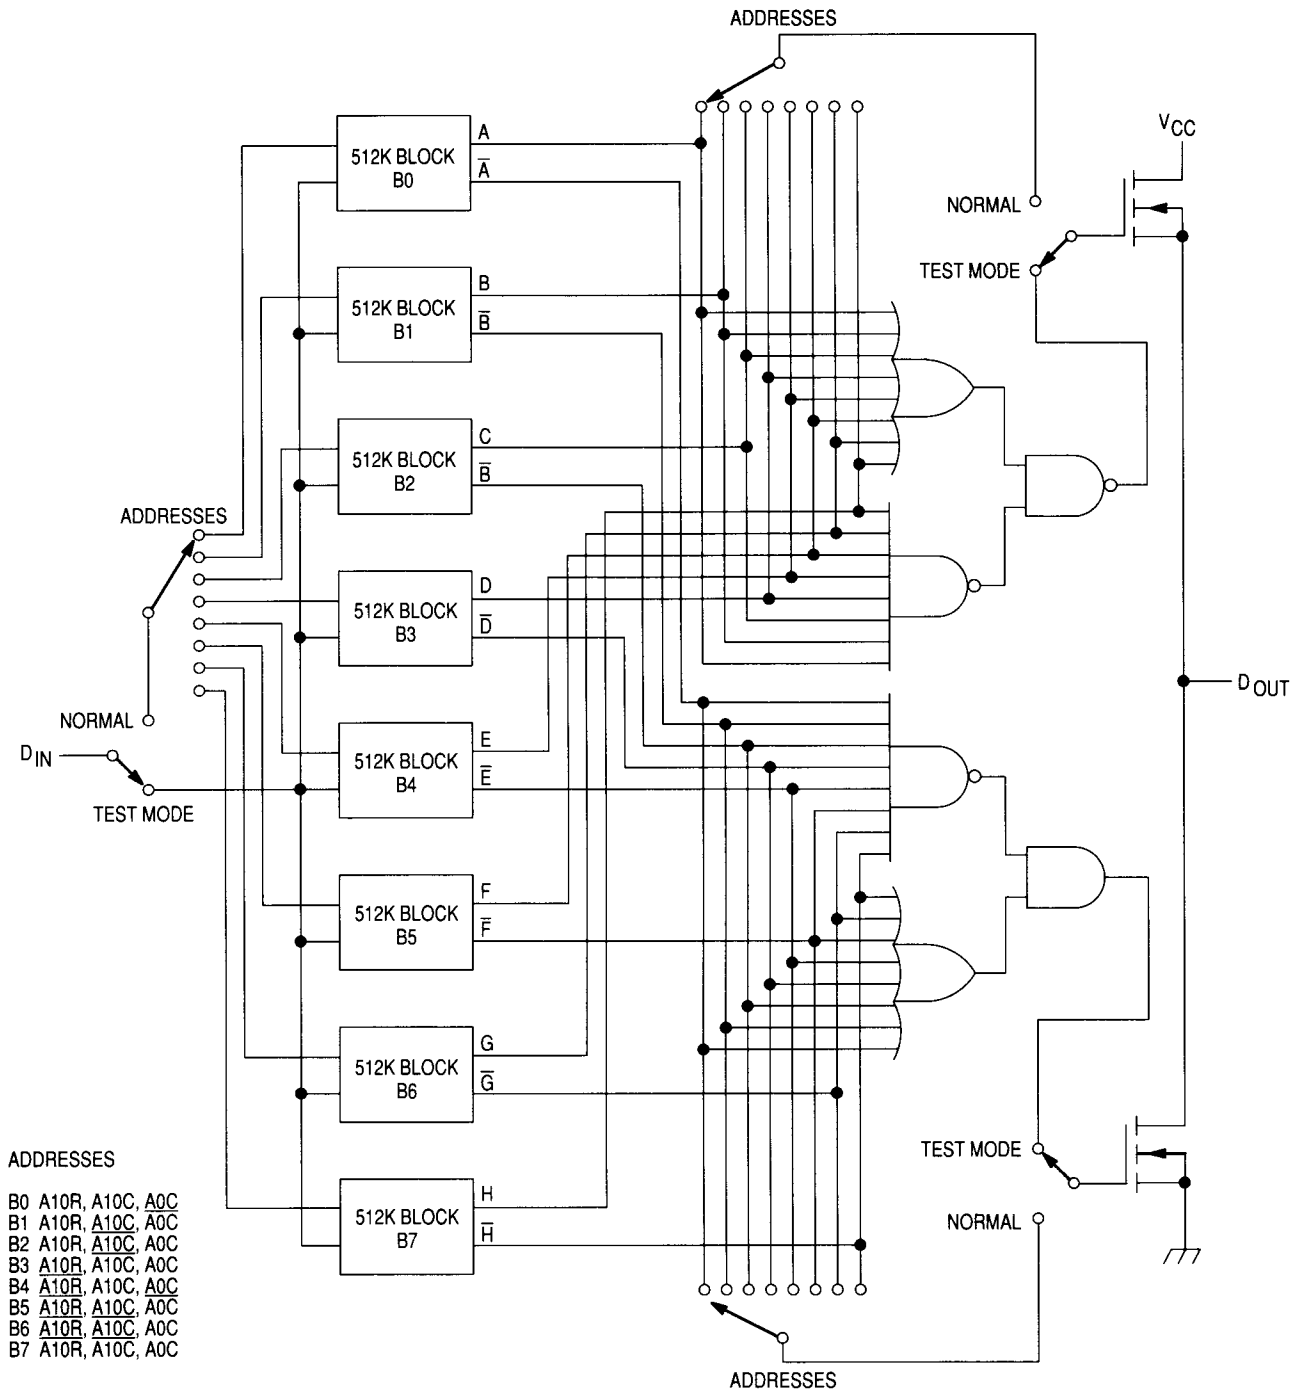 ADDRESSES
V CC
NORMAL
TEST MODE
512K BLOCK
B0
A
A̅
512K BLOCK
B1
B
B̅
512K BLOCK
B2
C
B̅
ADDRESSES
512K BLOCK
B3
D
D̅
NORMAL
D IN
TEST MODE
512K BLOCK
B4
E
E̅
D OUT
512K BLOCK
B5
F
F̅
512K BLOCK
B6
G
G̅
512K BLOCK
B7
H
H̅
TEST MODE
NORMAL
ADDRESSES
ADDRESSES
B0 A10R, A10C, A0C
B1 A10R, A10C, A0C
B2 A10R, A10C, A0C
B3 A10R, A10C, A0C
B4 A10R, A10C, A0C
B5 A10R, A10C, A0C
B6 A10R, A10C, A0C
B7 A10R, A10C, A0C